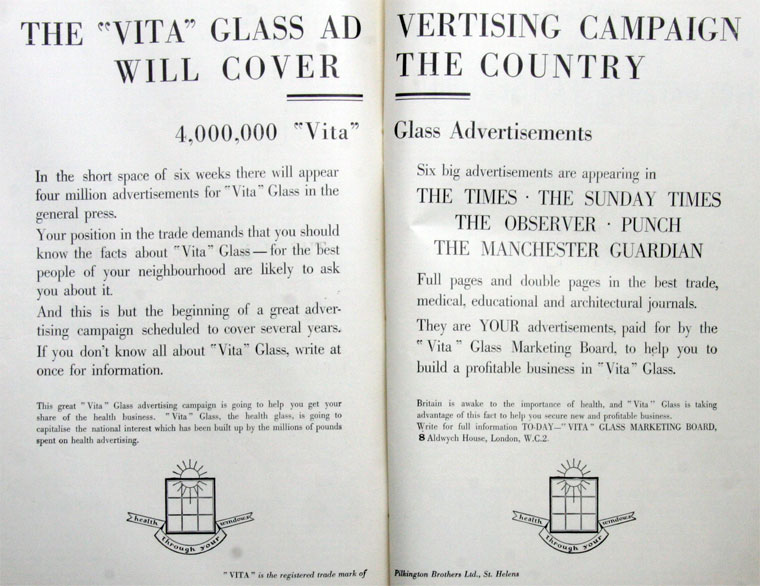 THE "VITA" GLASS ADVERTISING CAMPAIGN
WILL COVER THE COUNTRY
4,000,000 "Vita" Glass Advertisements
In the short space of six weeks there will appear
four million advertisements for "Vita" Glass in the
general press.
Your position in the trade demands that you should
know the facts about "Vita" Glass—for the best
people of your neighbourhood are likely to ask
you about it.
And this is but the beginning of a great adver-
tising campaign scheduled to cover several years.
If you don't know all about "Vita" Glass, write at
once for information.
This great "Vita" Glass advertising campaign is going to help you get your
share of the health business. "Vita" Glass, the health glass, is going to
capitalise the national interest which has been built up by the millions of pounds
spent on health advertising.
health through your windows
Six big advertisements are appearing in
THE TIMES · THE SUNDAY TIMES
THE OBSERVER · PUNCH
THE MANCHESTER GUARDIAN
Full pages and double pages in the best trade,
medical, educational and architectural journals.
They are YOUR advertisements, paid for by the
"Vita" Glass Marketing Board, to help you to
build a profitable business in "Vita" Glass.
Britain is awake to the importance of health, and "Vita" Glass is taking
advantage of this fact to help you secure new and profitable business.
Write for full information TO-DAY—"VITA" GLASS MARKETING BOARD,
8 Aldwych House, London, W.C.2.
health through your windows
"VITA" is the registered trade mark of Pilkington Brothers Ltd., St. Helens